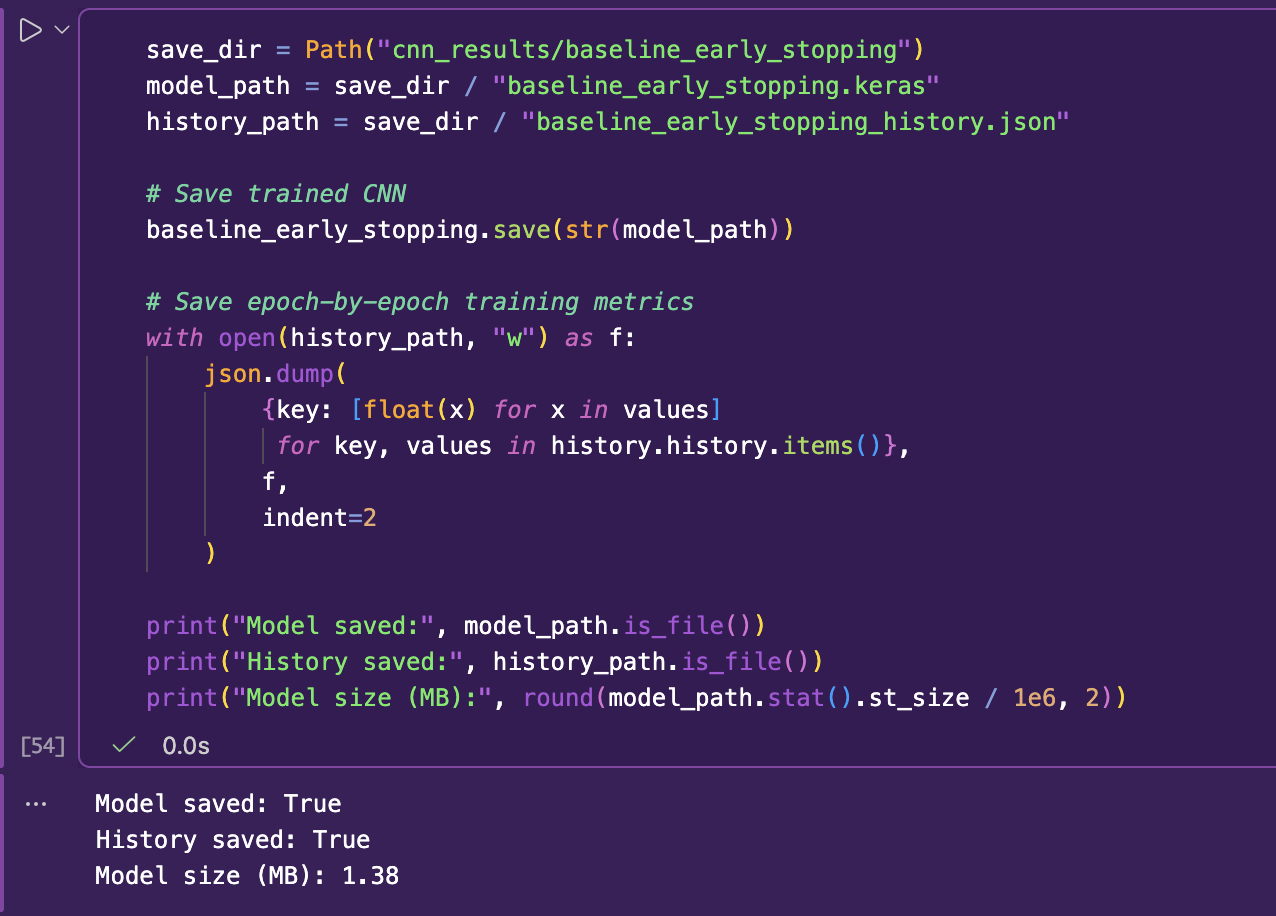 save_dir = Path("cnn_results/baseline_early_stopping")
model_path = save_dir / "baseline_early_stopping.keras"
history_path = save_dir / "baseline_early_stopping_history.json"
# Save trained CNN
baseline_early_stopping.save(str(model_path))
# Save epoch-by-epoch training metrics
with open(history_path, "w") as f:
    json.dump(
        {key: [float(x) for x in values]
         for key, values in history.history.items()},
        f,
        indent=2
    )
print("Model saved:", model_path.is_file())
print("History saved:", history_path.is_file())
print("Model size (MB):", round(model_path.stat().st_size / 1e6, 2))
[54] 0.0s
Model saved: True
History saved: True
Model size (MB): 1.38